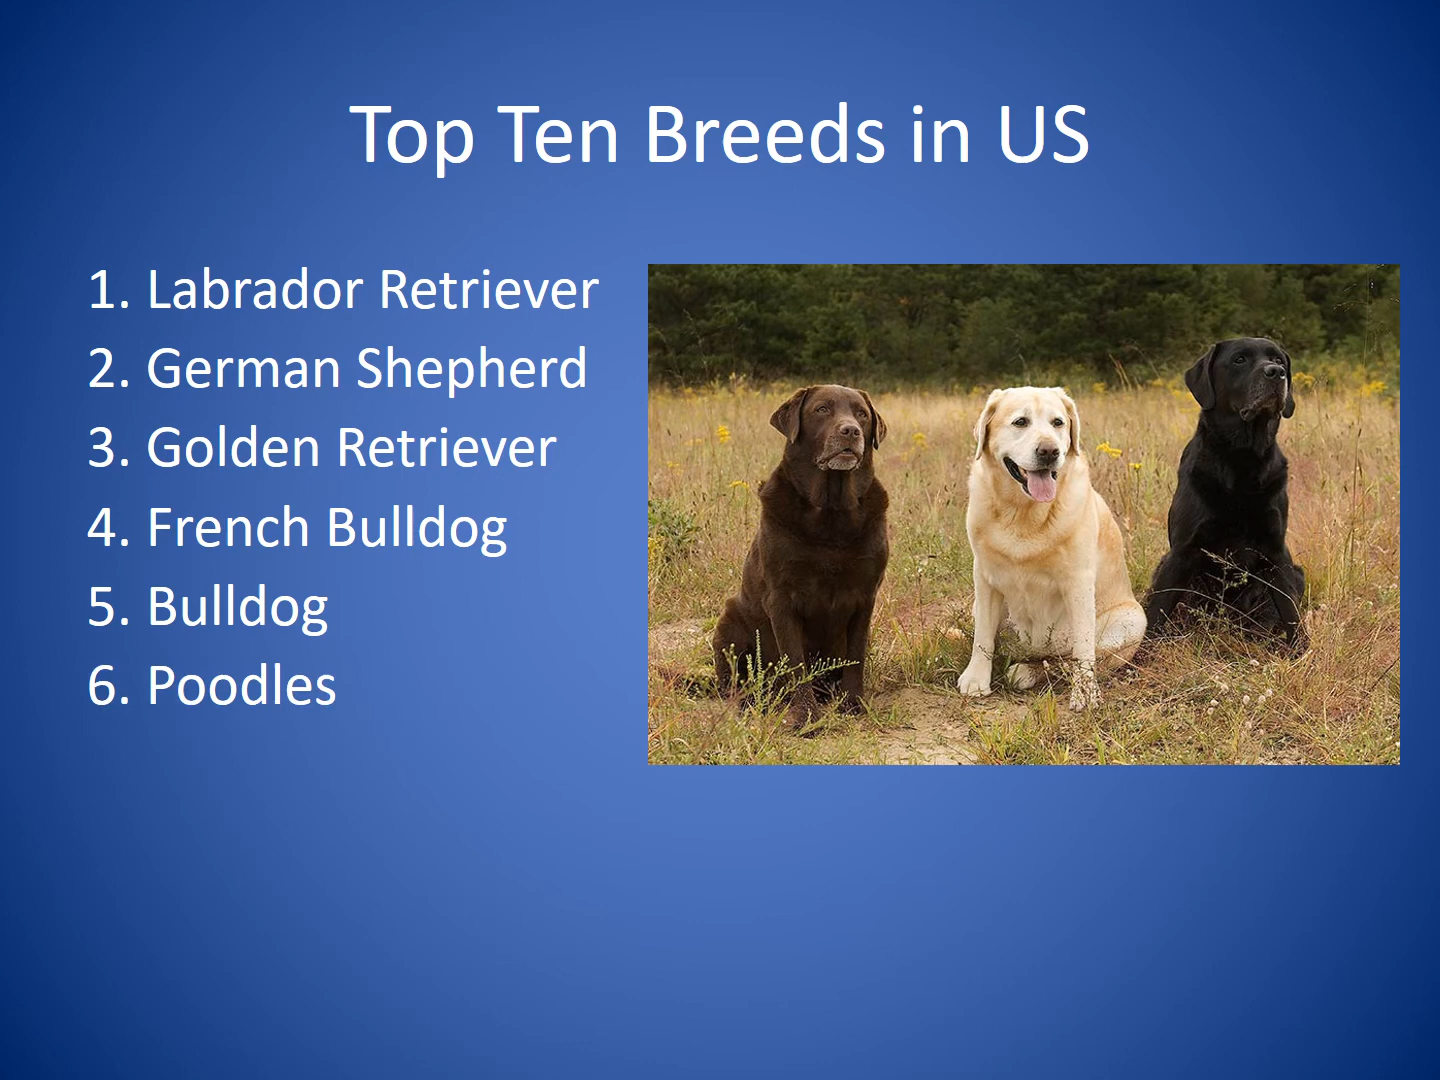 Top Ten Breeds in US
1. Labrador Retriever
2. German Shepherd
3. Golden Retriever
4. French Bulldog
5. Bulldog
6. Poodles